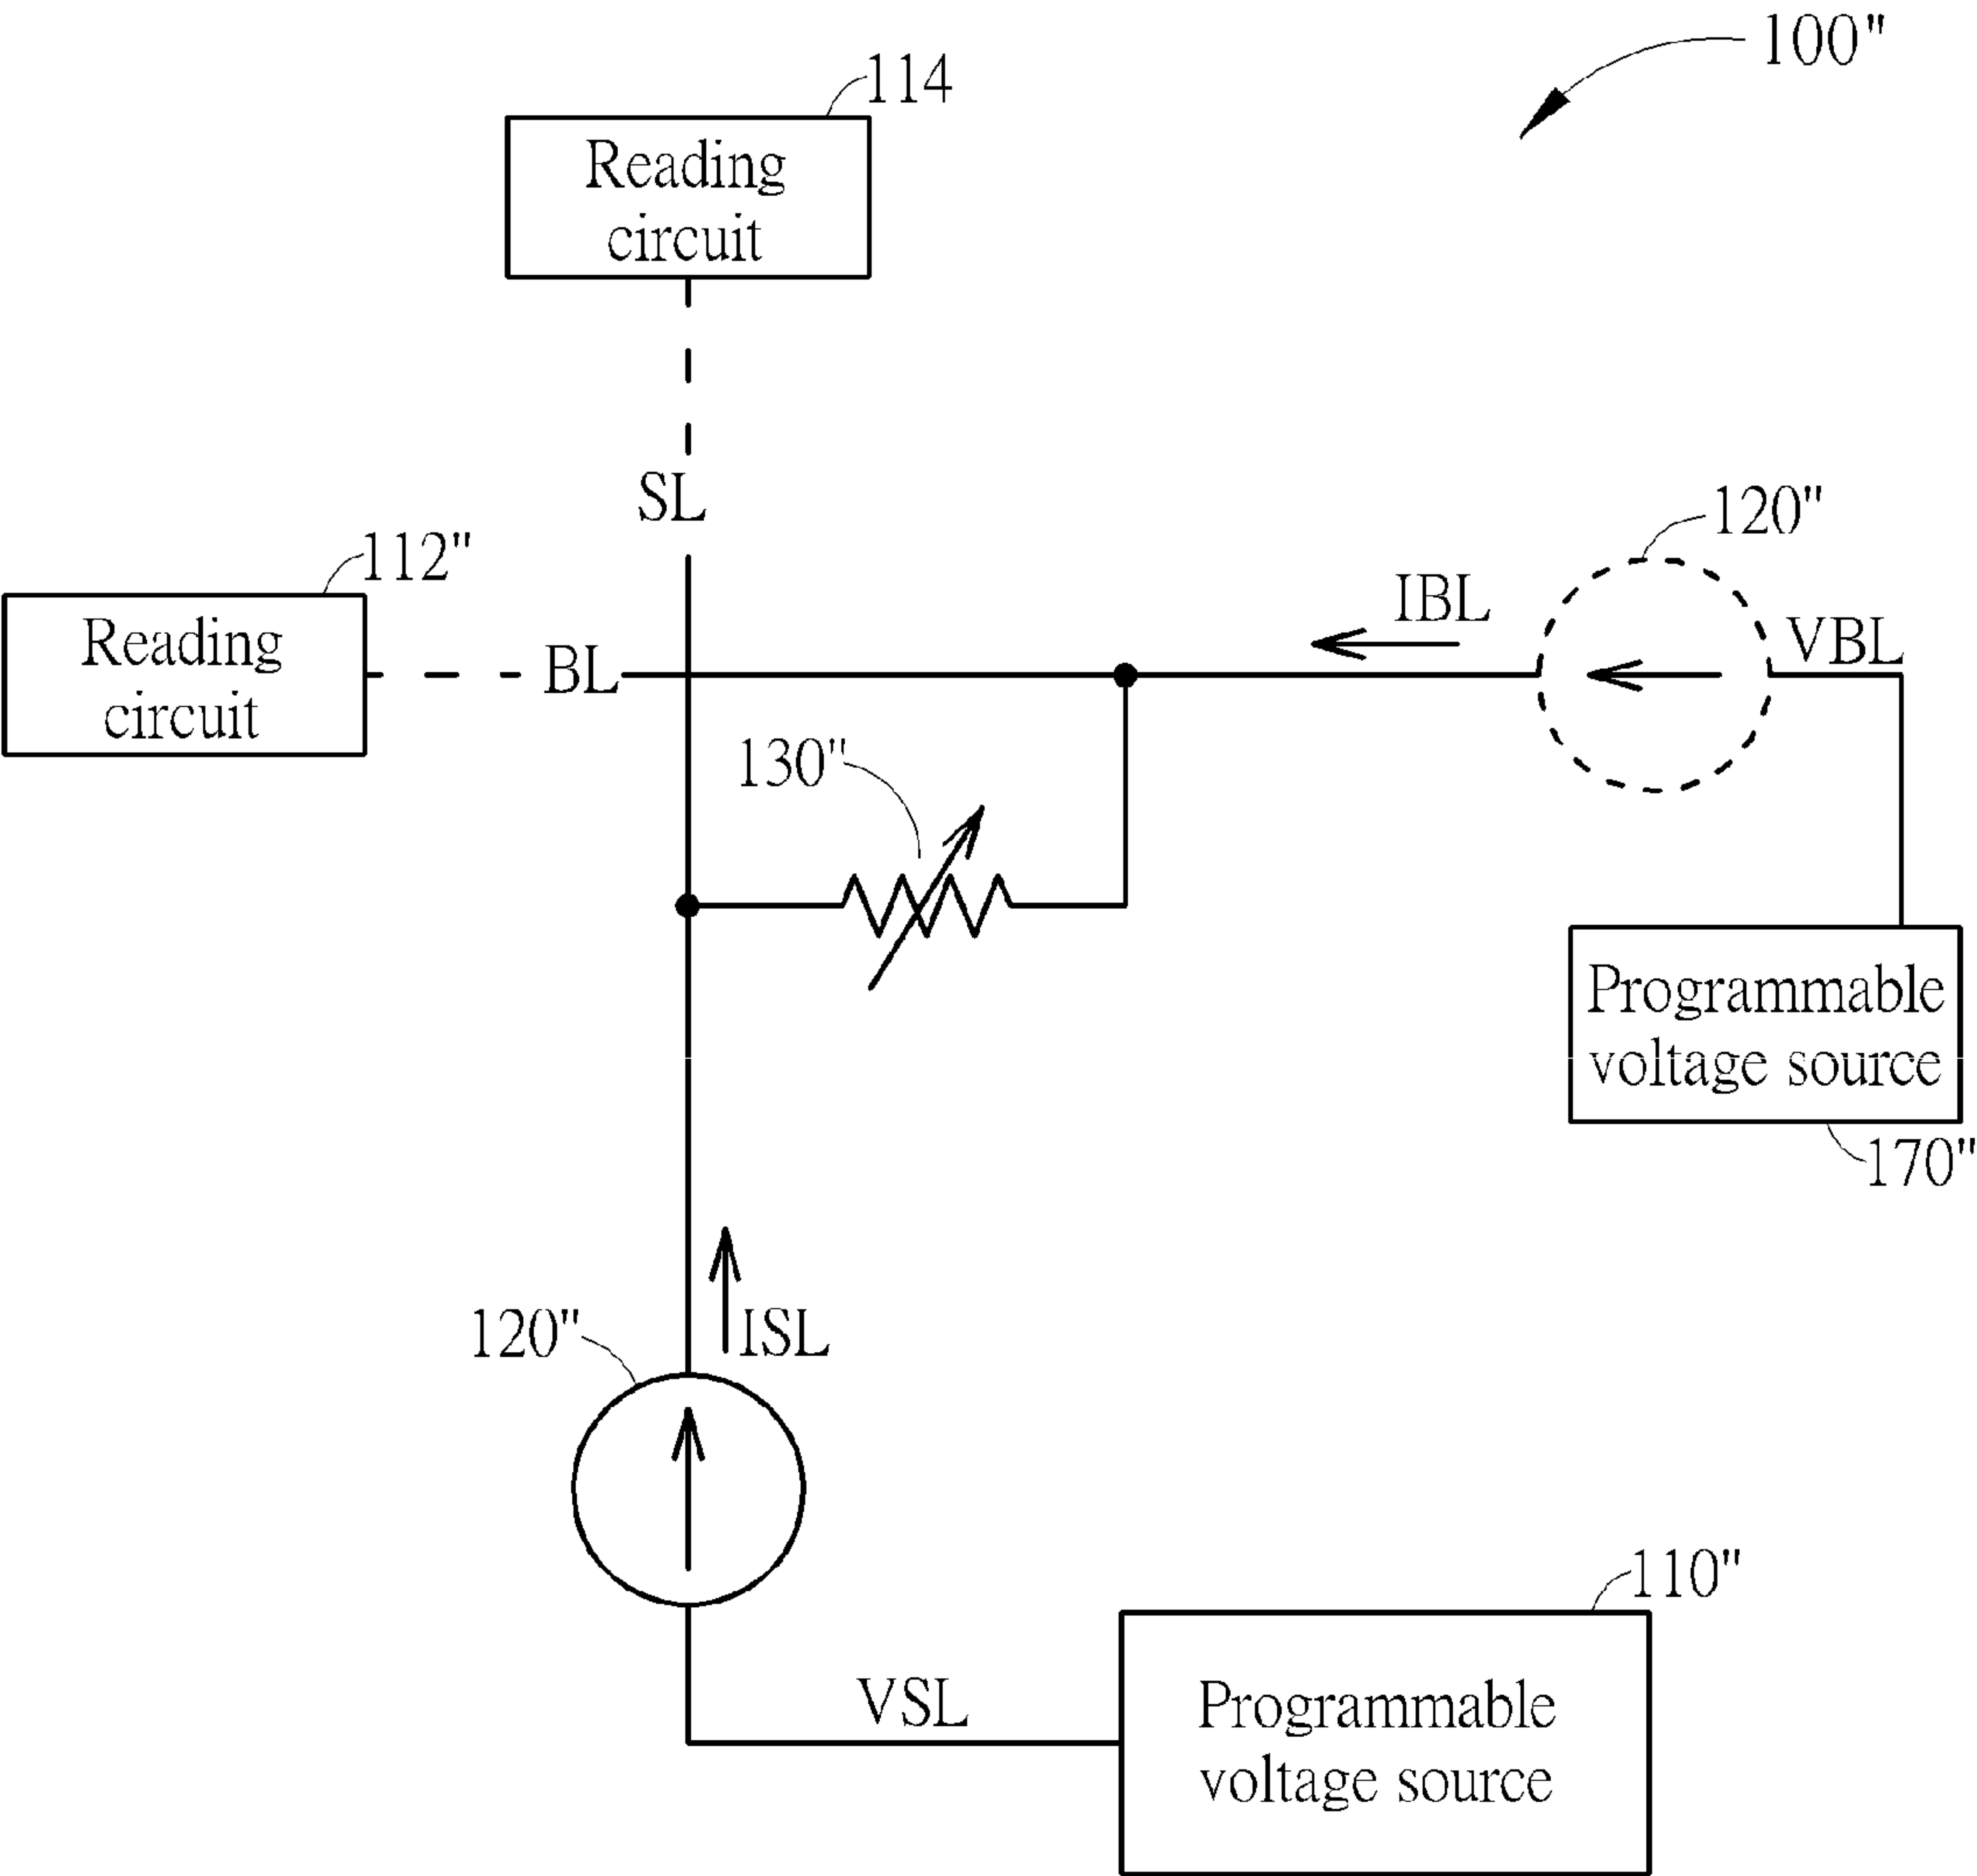 100"
114
Reading
circuit
SL
120"
112"
IBL
VBL
Reading
circuit
BL
130"
Programmable
voltage source
170"
120"
ISL
110"
VSL
Programmable
voltage source